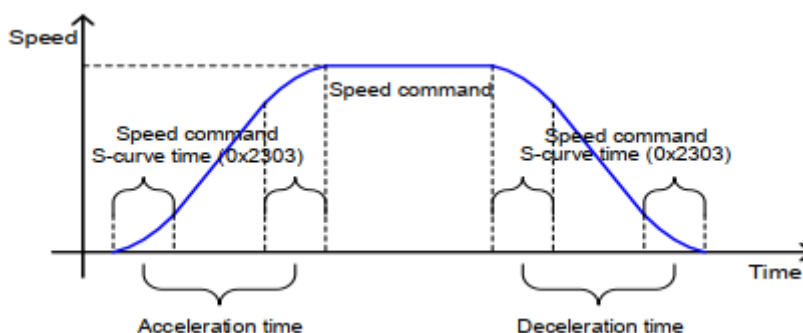 Speed
Speed command
Speed command
S-curve time (0x2303)
Speed command
S-curve time (0x2303)
Time
Acceleration time
Deceleration time